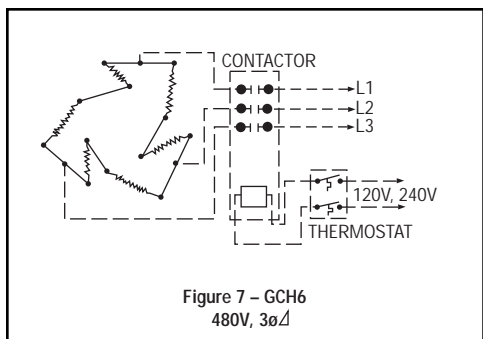 CONTACTOR
L1
L2
L3
120V, 240V
THERMOSTAT
Figure 7 – GCH6
480V, 3ø⊿